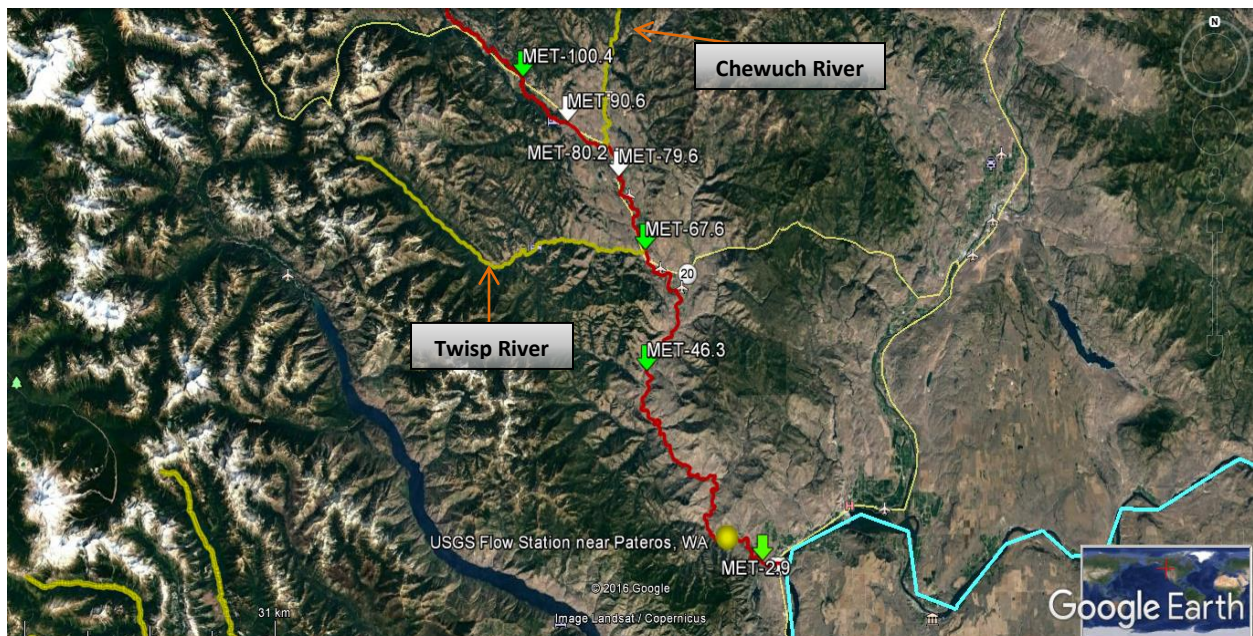 N
MET-100.4
Chewuch River
MET 90.6
MET-80.2
MET-79.6
MET-67.6
20
Twisp River
MET-46.3
USGS Flow Station near Pateros, WA
MET-2.9
© 2016 Google
31 km
Image Landsat / Copernicus
Google Earth